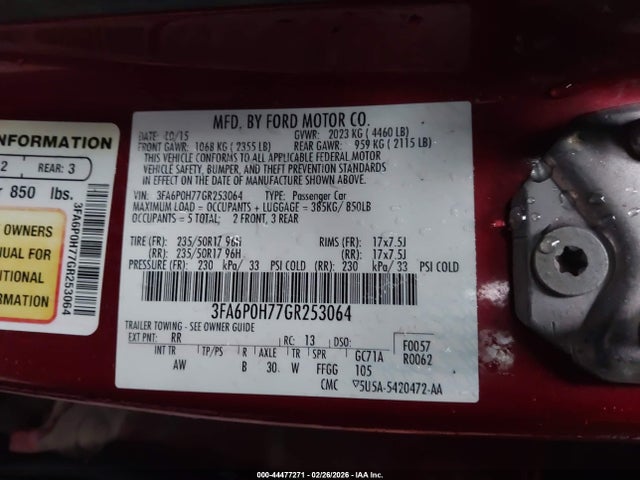 NFORMATION
2 REAR: 3
r 850 lbs.
OWNERS
NUAL FOR
DITIONAL
RMATION
3FA6P0H77GR253064
MFD. BY FORD MOTOR CO.
DATE: 10/15 GVWR: 2023 KG ( 4460 LB)
FRONT GAWR: 1068 KG ( 2355 LB) REAR GAWR: 959 KG ( 2115 LB)
THIS VEHICLE CONFORMS TO ALL APPLICABLE FEDERAL MOTOR
VEHICLE SAFETY, BUMPER, AND THEFT PREVENTION STANDARDS
IN EFFECT ON THE DATE OF MANUFACTURE SHOWN ABOVE.
VIN: 3FA6P0H77GR253064 TYPE: Passenger Car
MAXIMUM LOAD = OCCUPANTS + LUGGAGE = 385KG/ 850LB
OCCUPANTS = 5 TOTAL; 2 FRONT, 3 REAR
TIRE (FR): 235/50R17 96H RIMS (FR): 17x7.5J
(RR): 235/50R17 96H (RR): 17x7.5J
PRESSURE (FR): 230 kPa/ 33 PSI COLD (RR): 230 kPa/ 33 PSI COLD
3FA6P0H77GR253064
TRAILER TOWING - SEE OWNER GUIDE
EXT PNT: RR RC: 13 DSO: F0057
R0062
INT TR TP/PS R AXLE TR SPR GC71A
AW B 30 W FFGG 105
CMC ▽5U5A-5420472-AA
000-44477271 | 02/26/2026 | IAA Inc.